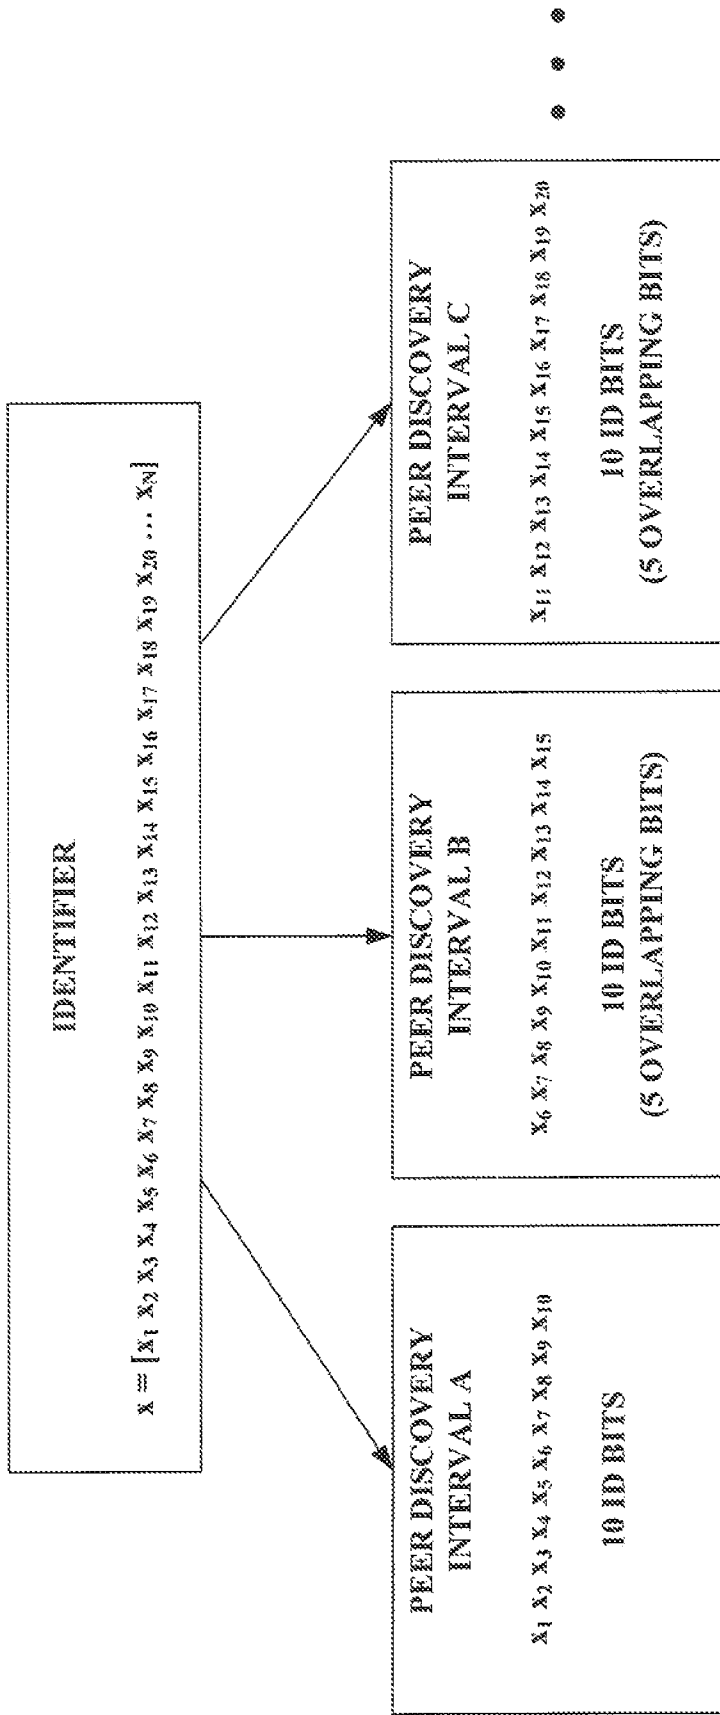 IDENTIFIER
X = [X₁ X₂ X₃ X₄ X₅ X₆ X₇ X₈ X₉ X₁₀ X₁₁ X₁₂ X₁₃ X₁₄ X₁₅ X₁₆ X₁₇ X₁₈ X₁₉ X₂₀ ... X_N]
PEER DISCOVERY
INTERVAL A
X₁ X₂ X₃ X₄ X₅ X₆ X₇ X₈ X₉ X₁₀
10 ID BITS
PEER DISCOVERY
INTERVAL B
X₆ X₇ X₈ X₉ X₁₀ X₁₁ X₁₂ X₁₃ X₁₄ X₁₅
10 ID BITS
(5 OVERLAPPING BITS)
PEER DISCOVERY
INTERVAL C
X₁₁ X₁₂ X₁₃ X₁₄ X₁₅ X₁₆ X₁₇ X₁₈ X₁₉ X₂₀
10 ID BITS
(5 OVERLAPPING BITS)